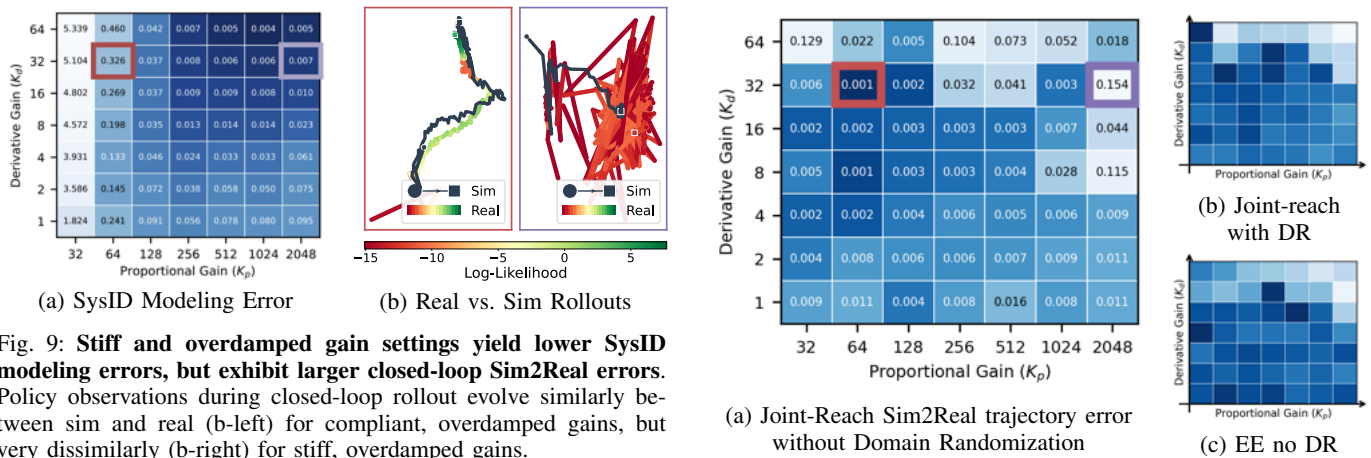 Derivative Gain (K_d)
64 5.339 0.460 0.042 0.007 0.005 0.004 0.005
32 5.104 0.326 0.037 0.008 0.006 0.006 0.007
16 4.802 0.269 0.037 0.009 0.009 0.008 0.010
8 4.572 0.198 0.035 0.013 0.014 0.014 0.023
4 3.931 0.133 0.046 0.024 0.033 0.033 0.061
2 3.586 0.145 0.072 0.038 0.058 0.050 0.075
1 1.824 0.241 0.091 0.056 0.078 0.080 0.095
32 64 128 256 512 1024 2048
Proportional Gain (K_p)
(a) SysID Modeling Error
Sim
Real
Sim
Real
−15 −10 −5 0 5
Log-Likelihood
(b) Real vs. Sim Rollouts
Fig. 9: Stiff and overdamped gain settings yield lower SysID
modeling errors, but exhibit larger closed-loop Sim2Real errors.
Policy observations during closed-loop rollout evolve similarly be-
tween sim and real (b-left) for compliant, overdamped gains, but
very dissimilarly (b-right) for stiff, overdamped gains.
Derivative Gain (K_d)
64 0.129 0.022 0.005 0.104 0.073 0.052 0.018
32 0.006 0.001 0.002 0.032 0.041 0.003 0.154
16 0.002 0.002 0.003 0.003 0.003 0.007 0.044
8 0.005 0.001 0.003 0.003 0.004 0.028 0.115
4 0.002 0.002 0.004 0.006 0.005 0.006 0.009
2 0.004 0.008 0.006 0.007 0.007 0.009 0.011
1 0.009 0.011 0.004 0.008 0.016 0.008 0.011
32 64 128 256 512 1024 2048
Proportional Gain (K_p)
(a) Joint-Reach Sim2Real trajectory error
without Domain Randomization
Derivative Gain (K_d)
Proportional Gain (K_p)
(b) Joint-reach
with DR
Derivative Gain (K_d)
Proportional Gain (K_p)
(c) EE no DR